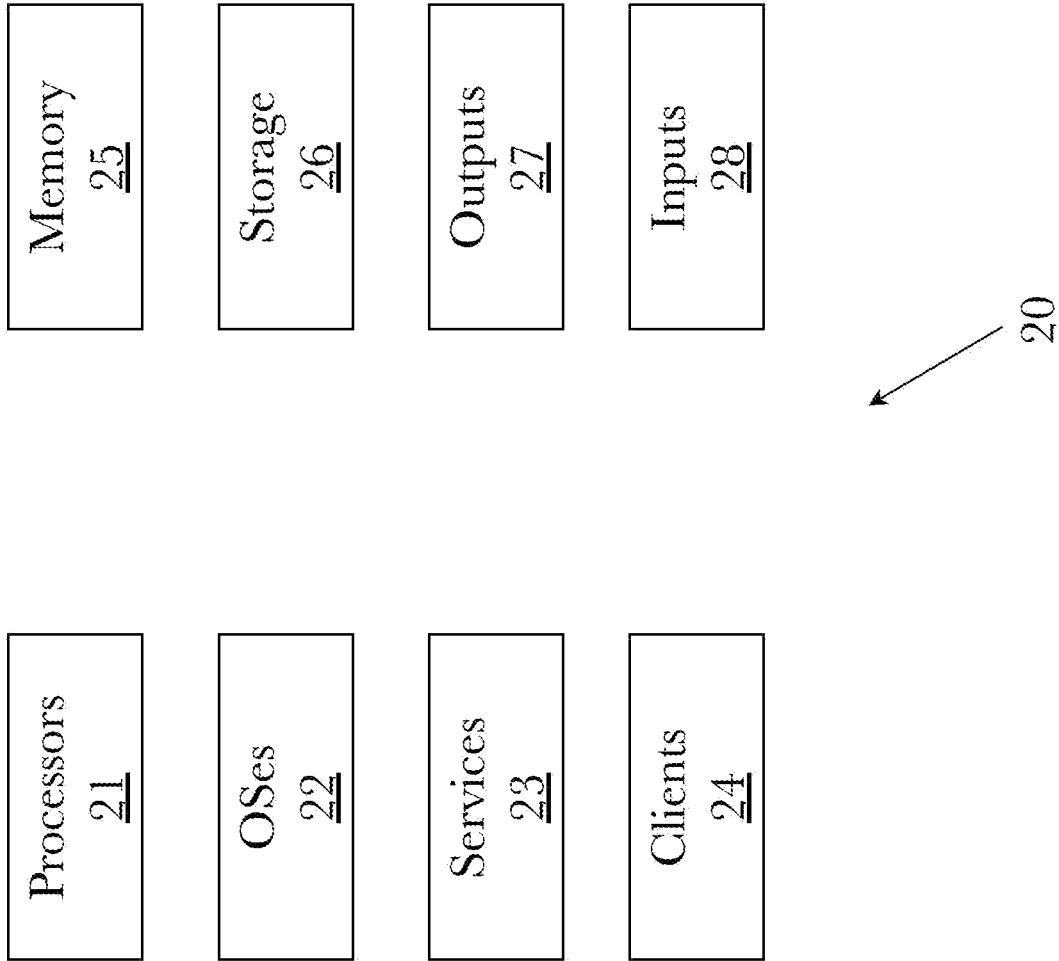 Processors
21
OSes
22
Services
23
Clients
24
Memory
25
Storage
26
Outputs
27
Inputs
28
20